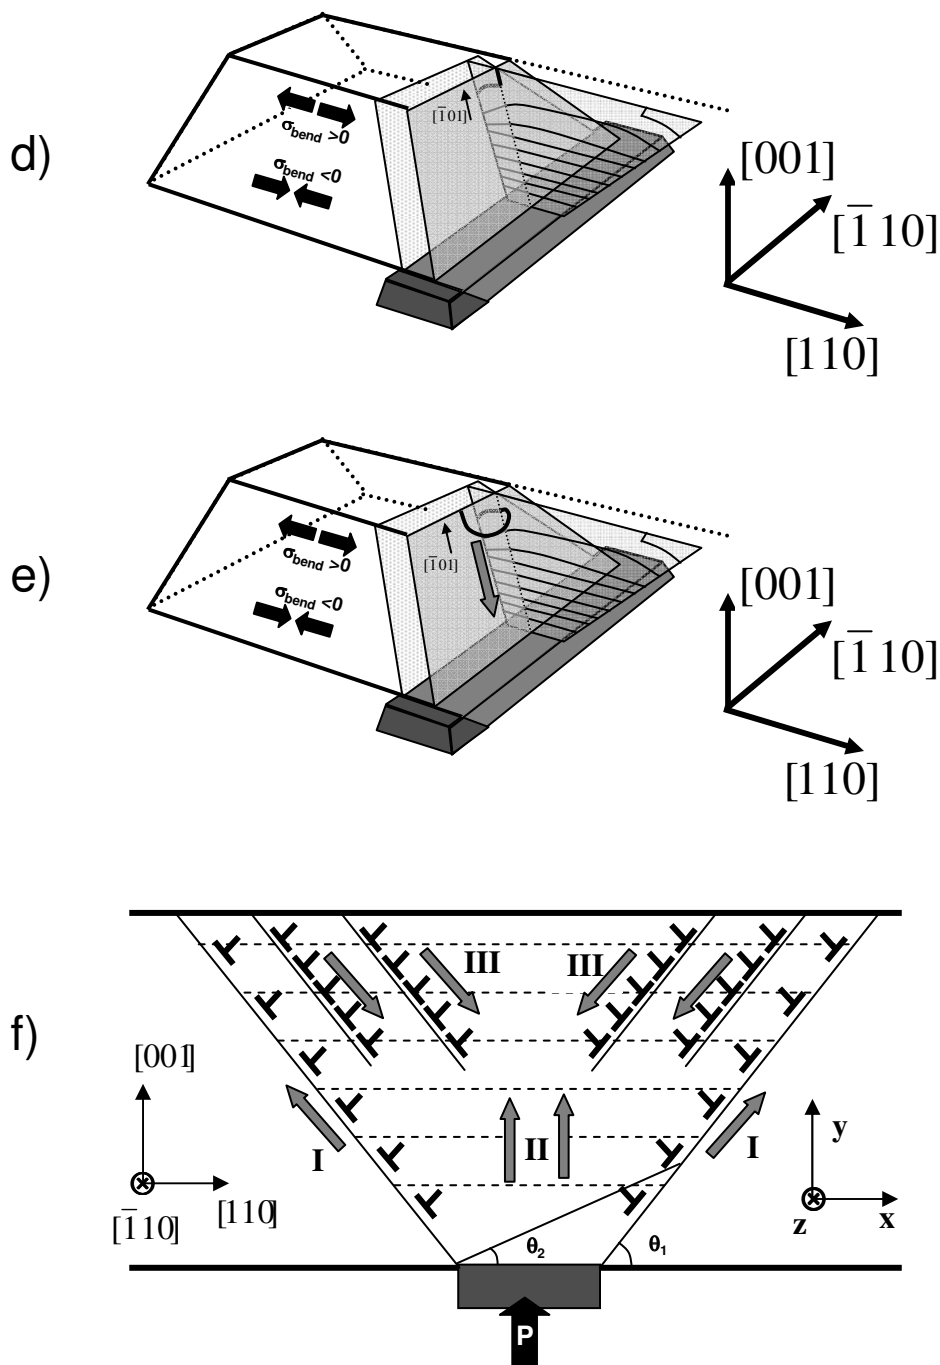 d)
σbend >0
σbend <0
[1̅01]
[001]
[1̅ 10]
[110]
e)
σbend >0
σbend <0
[1̅01]
[001]
[1̅ 10]
[110]
f)
III
III
[001]
I
II
I
y
[1̅10]
[110]
z
x
θ2
θ1
P